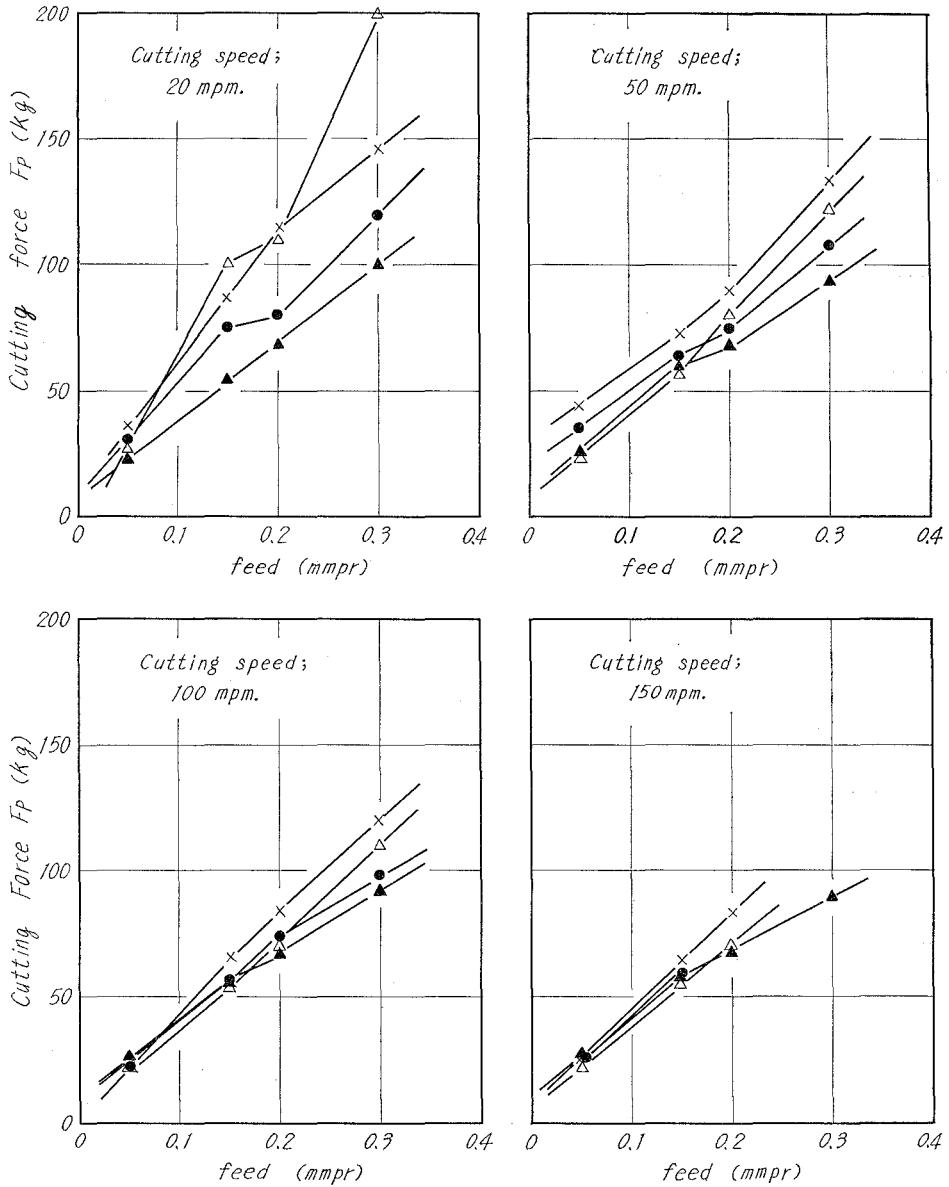 200
150
100
50
0
Cutting force Fp (Kg)
Cutting speed;
20 mpm.
0.1
0.2
0.3
0.4
feed (mmpr)
Cutting speed;
50 mpm.
0
0.1
0.2
0.3
0.4
feed (mmpr)
200
150
100
50
0
Cutting Force Fp (kg)
Cutting speed;
100 mpm.
0
0.1
0.2
0.3
0.4
feed (mmpr)
Cutting speed;
150 mpm.
0
0.1
0.2
0.3
0.4
feed (mmpr)